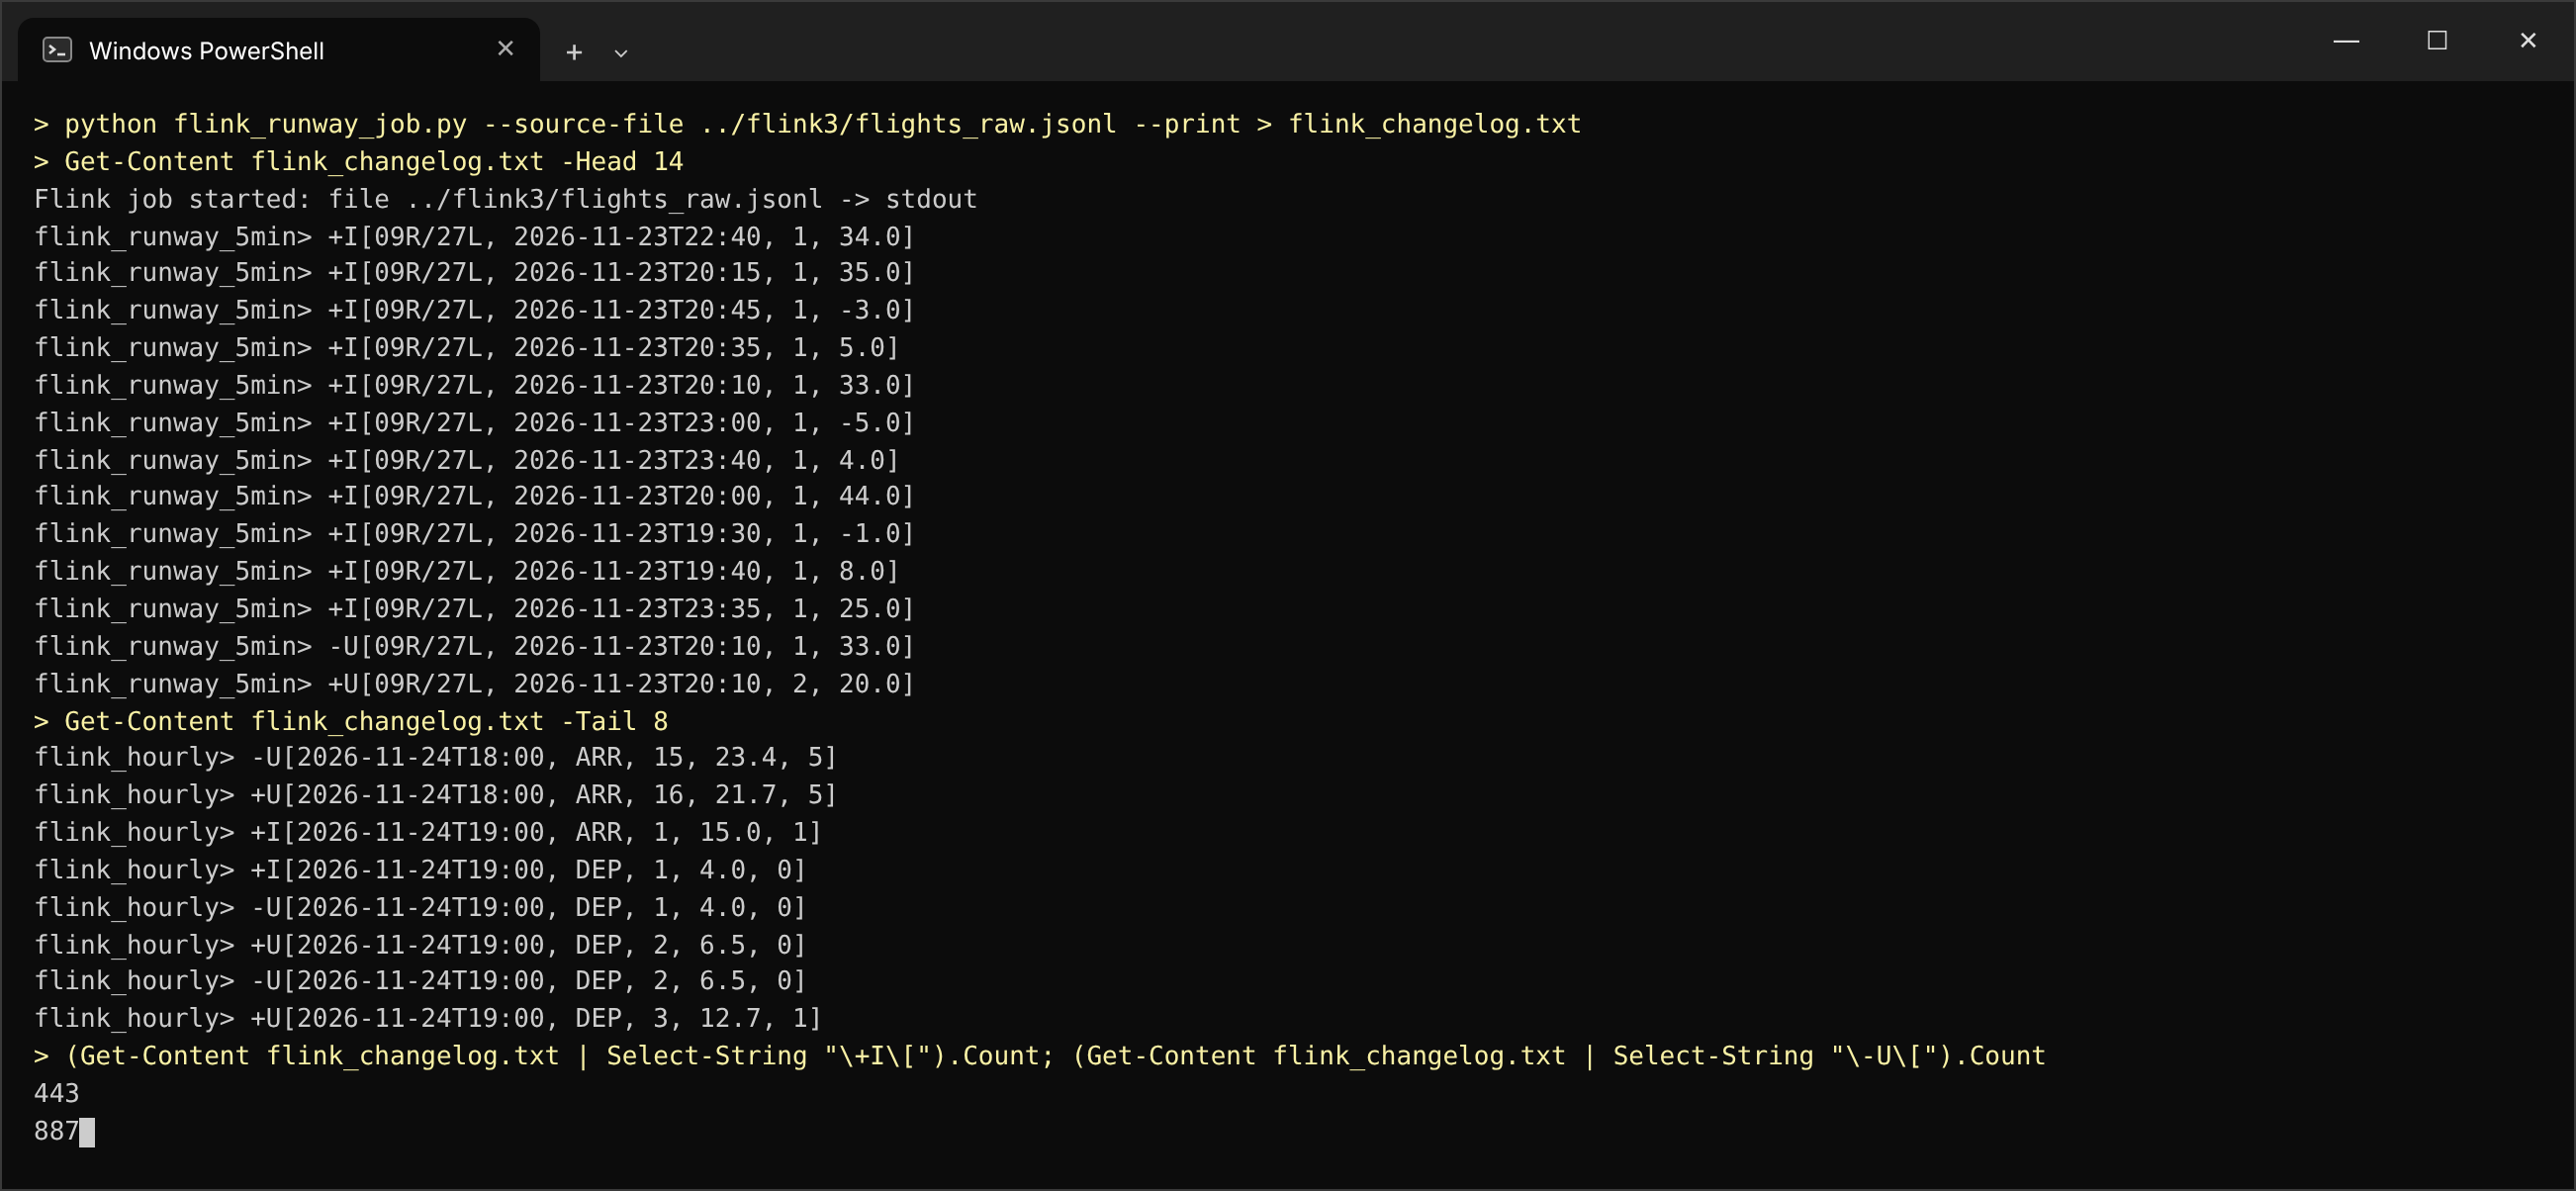 Windows PowerShell
> python flink_runway_job.py --source-file ../flink3/flights_raw.jsonl --print > flink_changelog.txt
> Get-Content flink_changelog.txt -Head 14
Flink job started: file ../flink3/flights_raw.jsonl -> stdout
flink_runway_5min> +I[09R/27L, 2026-11-23T22:40, 1, 34.0]
flink_runway_5min> +I[09R/27L, 2026-11-23T20:15, 1, 35.0]
flink_runway_5min> +I[09R/27L, 2026-11-23T20:45, 1, -3.0]
flink_runway_5min> +I[09R/27L, 2026-11-23T20:35, 1, 5.0]
flink_runway_5min> +I[09R/27L, 2026-11-23T20:10, 1, 33.0]
flink_runway_5min> +I[09R/27L, 2026-11-23T23:00, 1, -5.0]
flink_runway_5min> +I[09R/27L, 2026-11-23T23:40, 1, 4.0]
flink_runway_5min> +I[09R/27L, 2026-11-23T20:00, 1, 44.0]
flink_runway_5min> +I[09R/27L, 2026-11-23T19:30, 1, -1.0]
flink_runway_5min> +I[09R/27L, 2026-11-23T19:40, 1, 8.0]
flink_runway_5min> +I[09R/27L, 2026-11-23T23:35, 1, 25.0]
flink_runway_5min> -U[09R/27L, 2026-11-23T20:10, 1, 33.0]
flink_runway_5min> +U[09R/27L, 2026-11-23T20:10, 2, 20.0]
> Get-Content flink_changelog.txt -Tail 8
flink_hourly> -U[2026-11-24T18:00, ARR, 15, 23.4, 5]
flink_hourly> +U[2026-11-24T18:00, ARR, 16, 21.7, 5]
flink_hourly> +I[2026-11-24T19:00, ARR, 1, 15.0, 1]
flink_hourly> +I[2026-11-24T19:00, DEP, 1, 4.0, 0]
flink_hourly> -U[2026-11-24T19:00, DEP, 1, 4.0, 0]
flink_hourly> +U[2026-11-24T19:00, DEP, 2, 6.5, 0]
flink_hourly> -U[2026-11-24T19:00, DEP, 2, 6.5, 0]
flink_hourly> +U[2026-11-24T19:00, DEP, 3, 12.7, 1]
> (Get-Content flink_changelog.txt | Select-String "\+I\[").Count; (Get-Content flink_changelog.txt | Select-String "\-U\[").Count
443
887